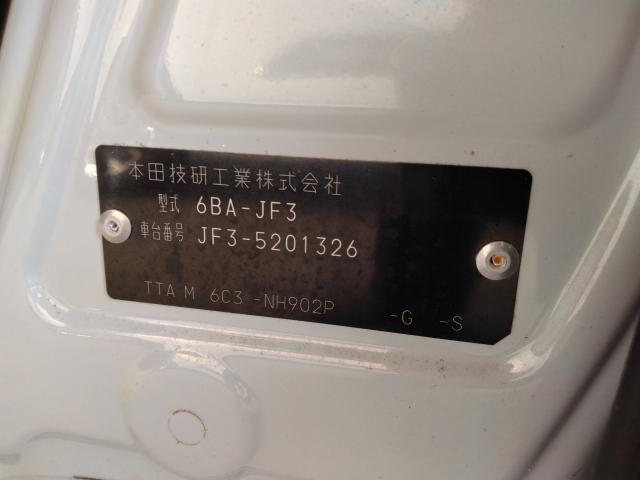 本田技研工業株式会社
型式 6BA-JF3
車台番号 JF3-5201326
TTA M 6C3 -NH902P -G -S